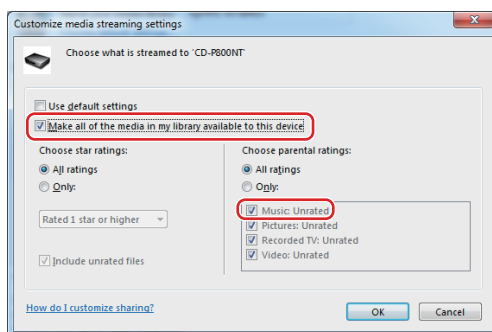 Customize media streaming settings
Choose what is streamed to 'CD-P800NT'
Use default settings
Make all of the media in my library available to this device
Choose star ratings:
All ratings
Only:
Rated 1 star or higher
Include unrated files
Choose parental ratings:
All ratings
Only:
Music: Unrated
Pictures: Unrated
Recorded TV: Unrated
Video: Unrated
How do I customize sharing?
OK
Cancel